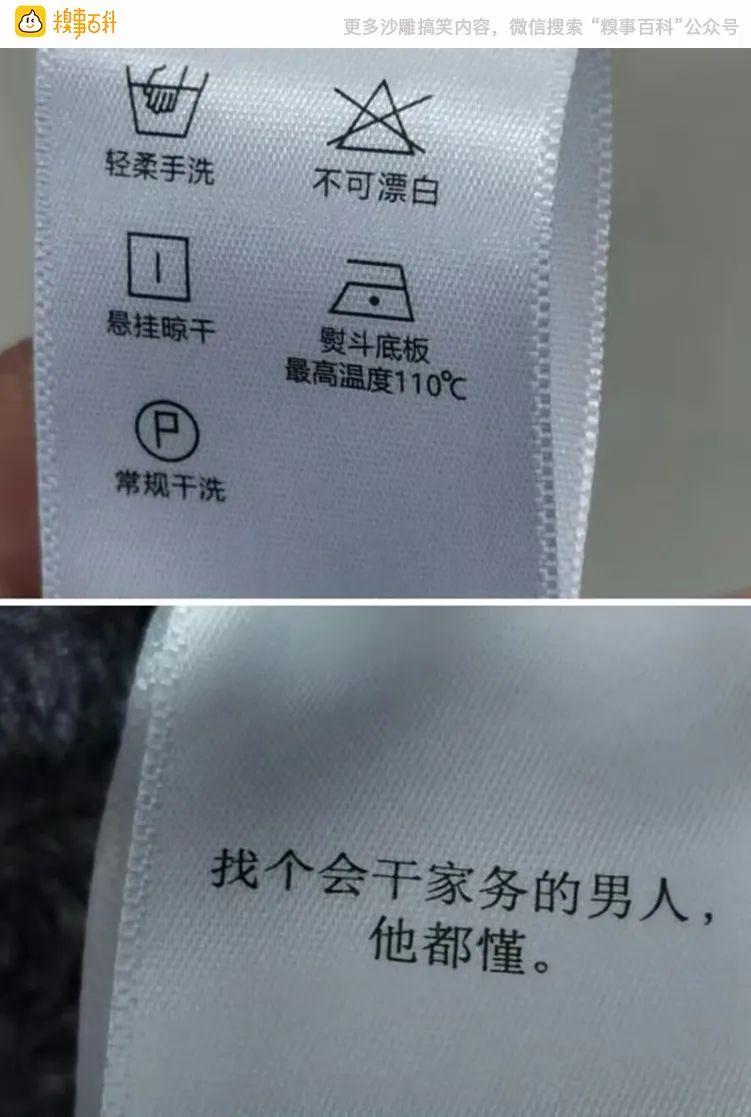 糗事百科
更多沙雕搞笑内容，微信搜索“糗事百科”公众号
轻柔手洗
不可漂白
悬挂晾干
熨斗底板
最高温度110℃
P
常规干洗
找个会干家务的男人，
他都懂。